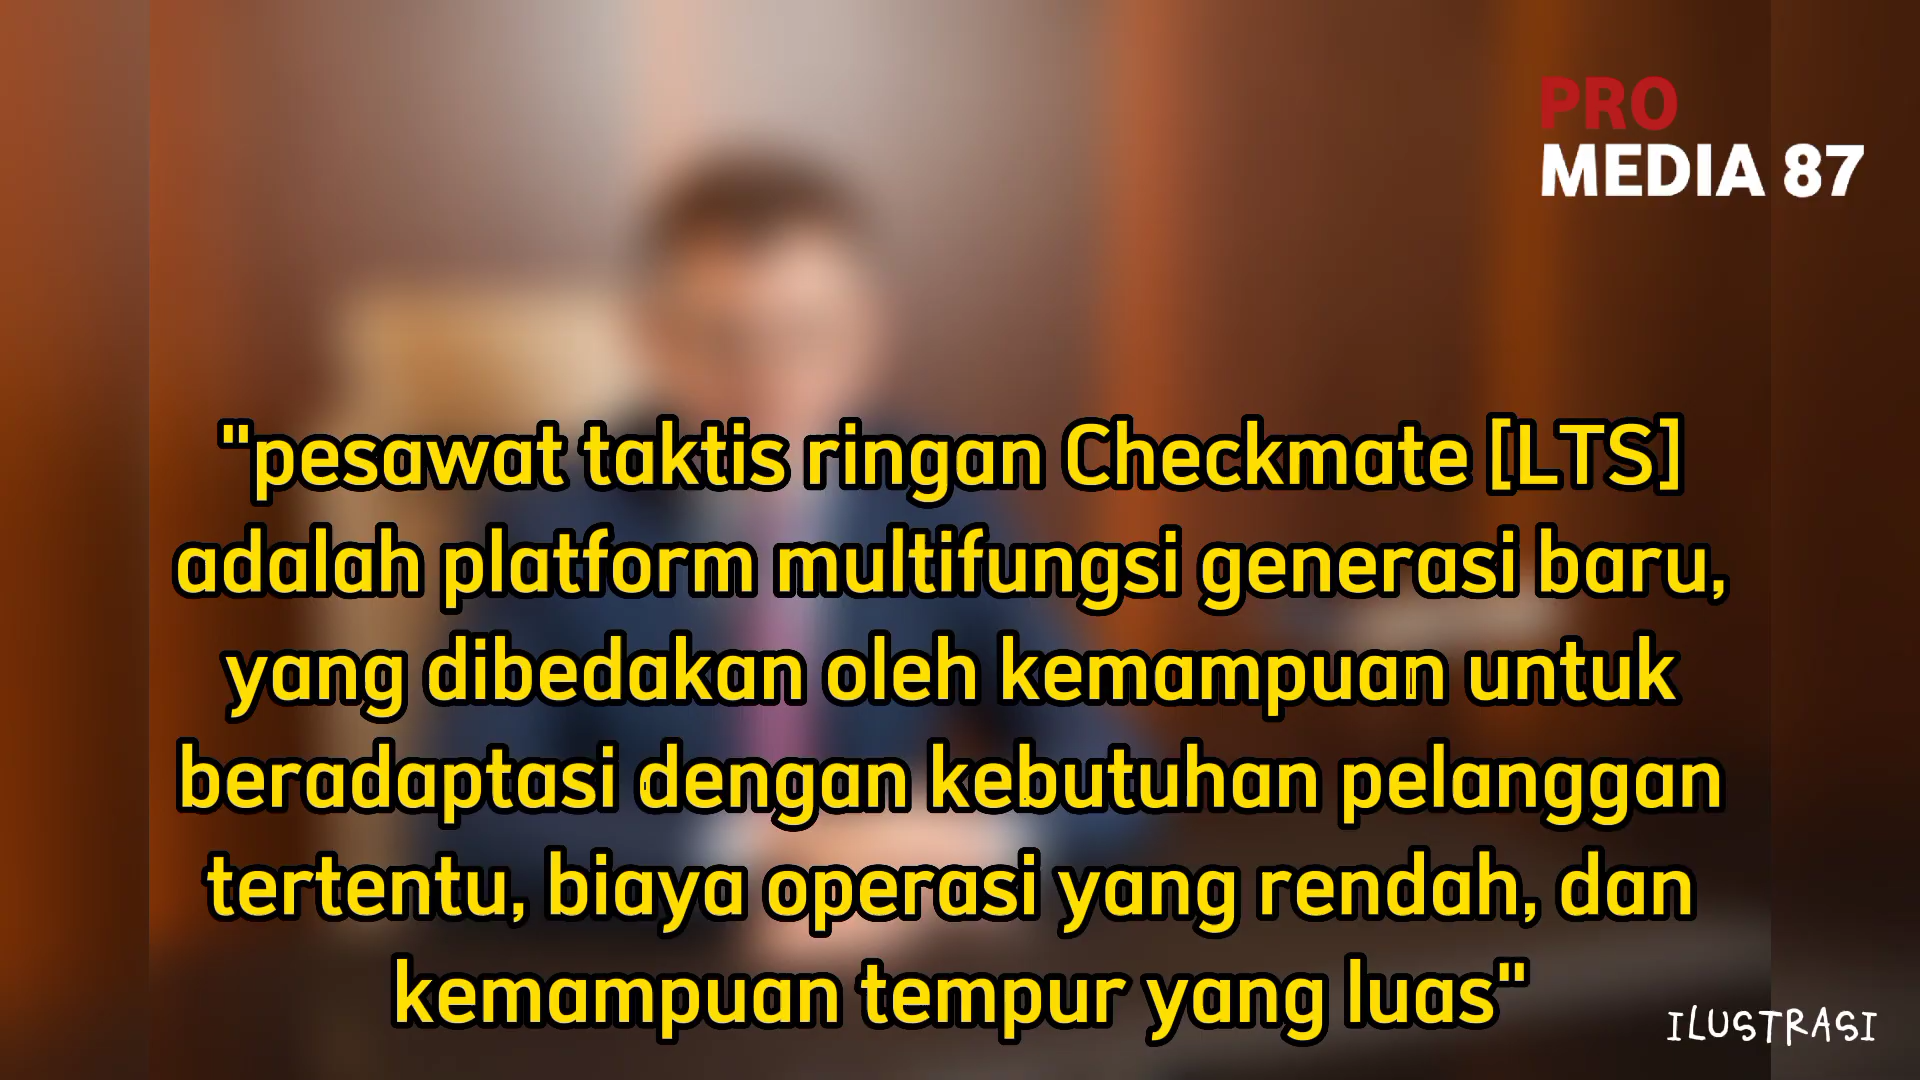 PRO
MEDIA 87
"pesawat taktis ringan Checkmate [LTS]
adalah platform multifungsi generasi baru,
yang dibedakan oleh kemampuan untuk
beradaptasi dengan kebutuhan pelanggan
tertentu, biaya operasi yang rendah, dan
kemampuan tempur yang luas"
ILUSTRASI